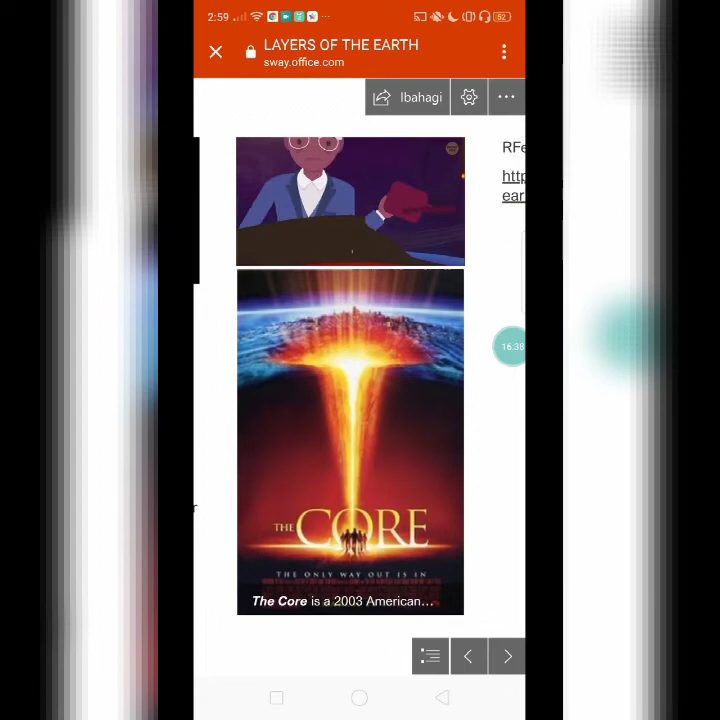 2:59
52
LAYERS OF THE EARTH
sway.office.com
Ibahagi
RFe
http
ear
16:38
THE CORE
THE ONLY WAY OUT IS IN
The Core is a 2003 American...